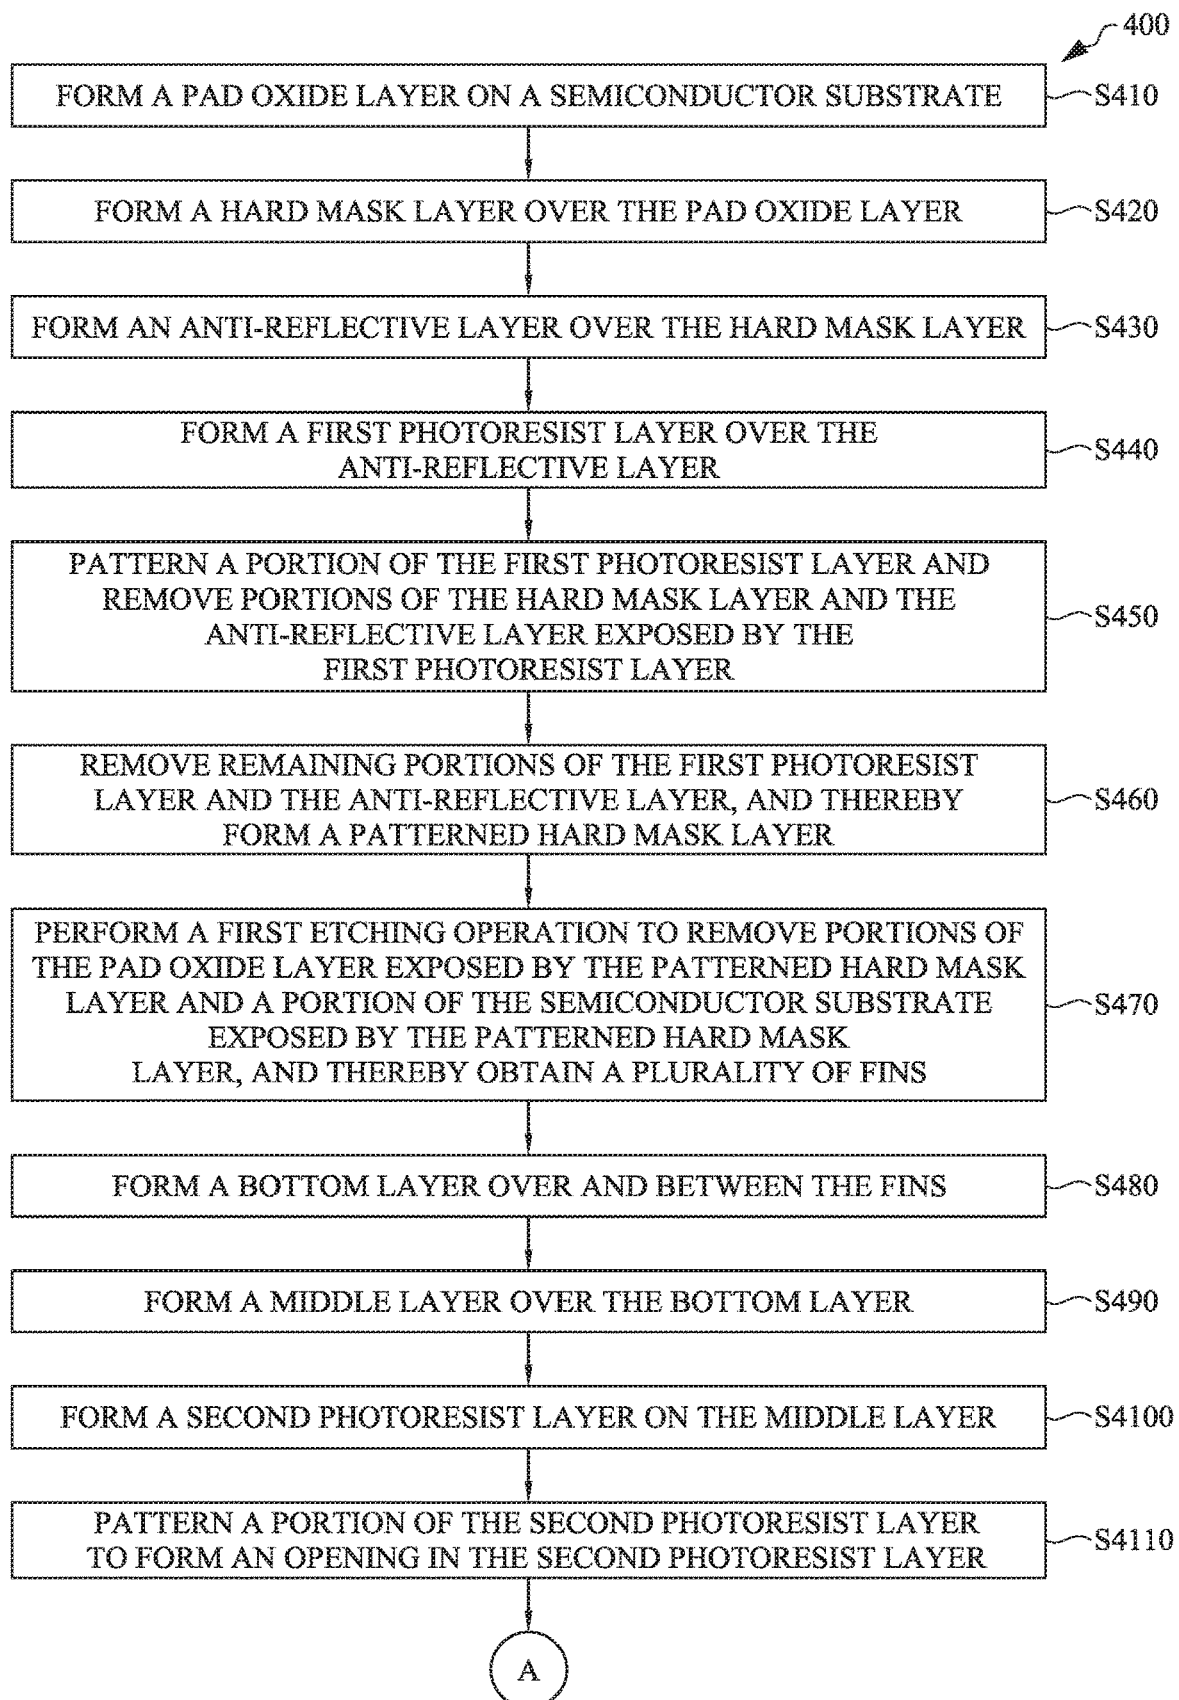 400
FORM A PAD OXIDE LAYER ON A SEMICONDUCTOR SUBSTRATE
S410
FORM A HARD MASK LAYER OVER THE PAD OXIDE LAYER
S420
FORM AN ANTI-REFLECTIVE LAYER OVER THE HARD MASK LAYER
S430
FORM A FIRST PHOTORESIST LAYER OVER THE
ANTI-REFLECTIVE LAYER
S440
PATTERN A PORTION OF THE FIRST PHOTORESIST LAYER AND
REMOVE PORTIONS OF THE HARD MASK LAYER AND THE
ANTI-REFLECTIVE LAYER EXPOSED BY THE
FIRST PHOTORESIST LAYER
S450
REMOVE REMAINING PORTIONS OF THE FIRST PHOTORESIST
LAYER AND THE ANTI-REFLECTIVE LAYER, AND THEREBY
FORM A PATTERNED HARD MASK LAYER
S460
PERFORM A FIRST ETCHING OPERATION TO REMOVE PORTIONS OF
THE PAD OXIDE LAYER EXPOSED BY THE PATTERNED HARD MASK
LAYER AND A PORTION OF THE SEMICONDUCTOR SUBSTRATE
EXPOSED BY THE PATTERNED HARD MASK
LAYER, AND THEREBY OBTAIN A PLURALITY OF FINS
S470
FORM A BOTTOM LAYER OVER AND BETWEEN THE FINS
S480
FORM A MIDDLE LAYER OVER THE BOTTOM LAYER
S490
FORM A SECOND PHOTORESIST LAYER ON THE MIDDLE LAYER
S4100
PATTERN A PORTION OF THE SECOND PHOTORESIST LAYER
TO FORM AN OPENING IN THE SECOND PHOTORESIST LAYER
S4110
A